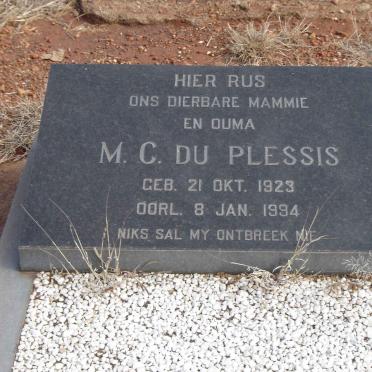 HIER RUS
ONS DIERBARE MAMMIE
EN OUMA
M. C. DU PLESSIS
GEB. 21 OKT. 1923
OORL. 8 JAN. 1994
NIKS SAL MY ONTBREEK NIE